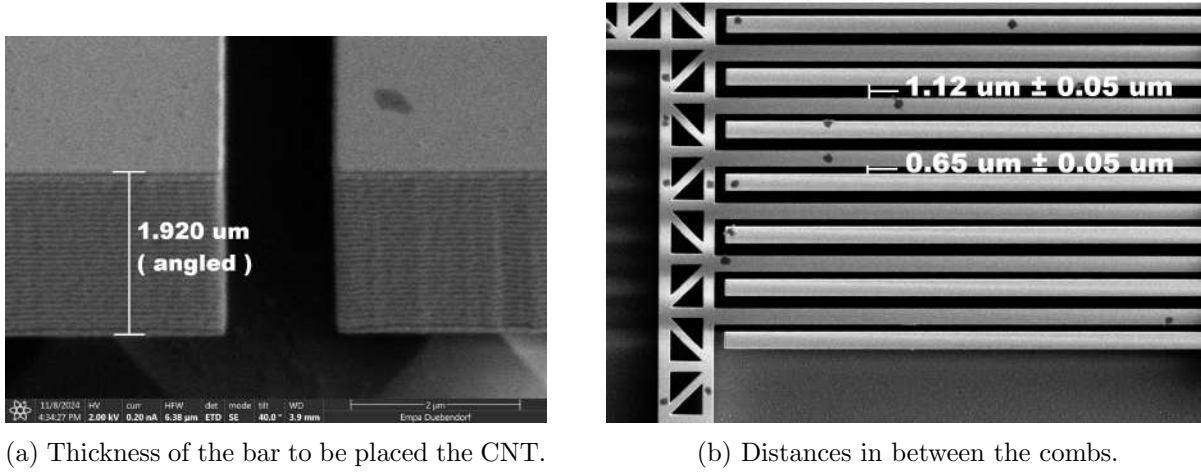 1.920 um
( angled )
11/8/2024 HV curr HFW det mode tilt WD
4:34:27 PM 2.00 kV 0.20 nA 6.38 µm ETD SE 40.0 ° 3.9 mm
2 µm
Empa Duebendorf
(a) Thickness of the bar to be placed the CNT.
1.12 um ± 0.05 um
0.65 um ± 0.05 um
(b) Distances in between the combs.